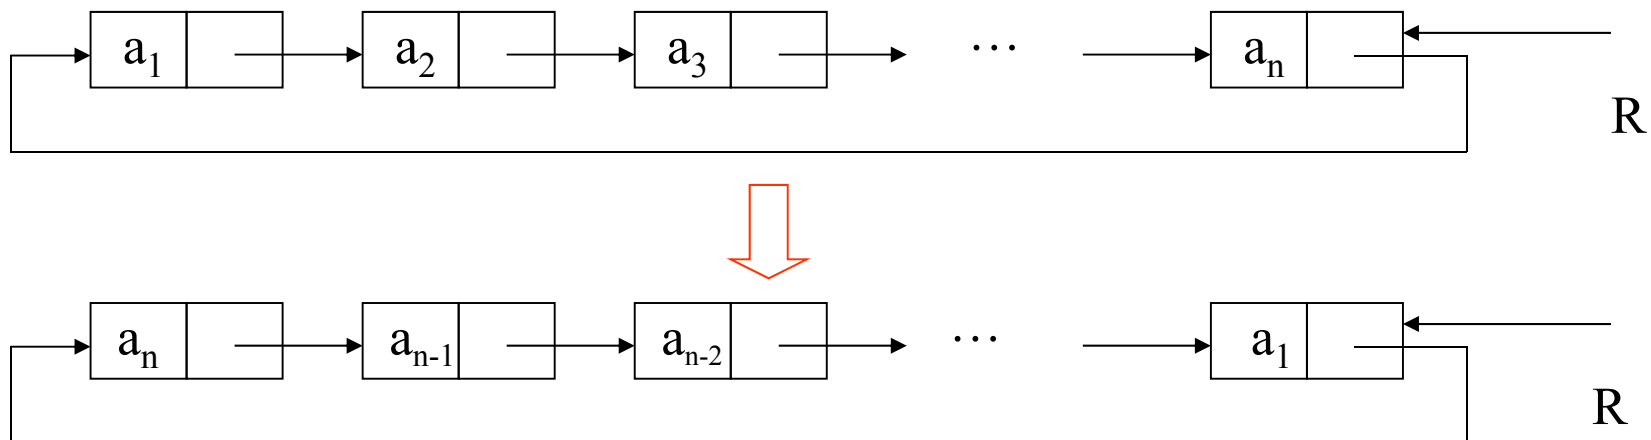 a₁ a₂ a₃ ··· aₙ
R
aₙ aₙ₋₁ aₙ₋₂ ··· a₁
R